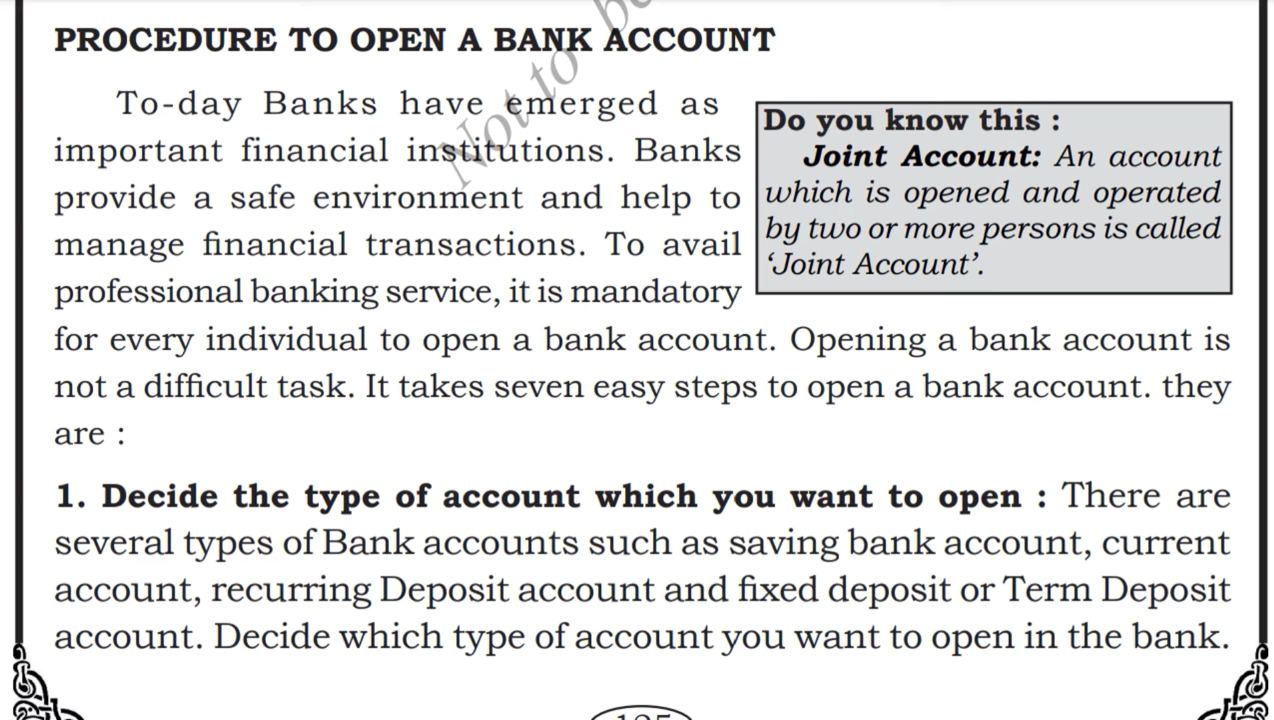 PROCEDURE TO OPEN A BANK ACCOUNT
To-day Banks have emerged as
important financial institutions. Banks
provide a safe environment and help to
manage financial transactions. To avail
professional banking service, it is mandatory
Do you know this :
Joint Account: An account
which is opened and operated
by two or more persons is called
‘Joint Account’.
for every individual to open a bank account. Opening a bank account is
not a difficult task. It takes seven easy steps to open a bank account. they
are :
1. Decide the type of account which you want to open : There are
several types of Bank accounts such as saving bank account, current
account, recurring Deposit account and fixed deposit or Term Deposit
account. Decide which type of account you want to open in the bank.
Not to be